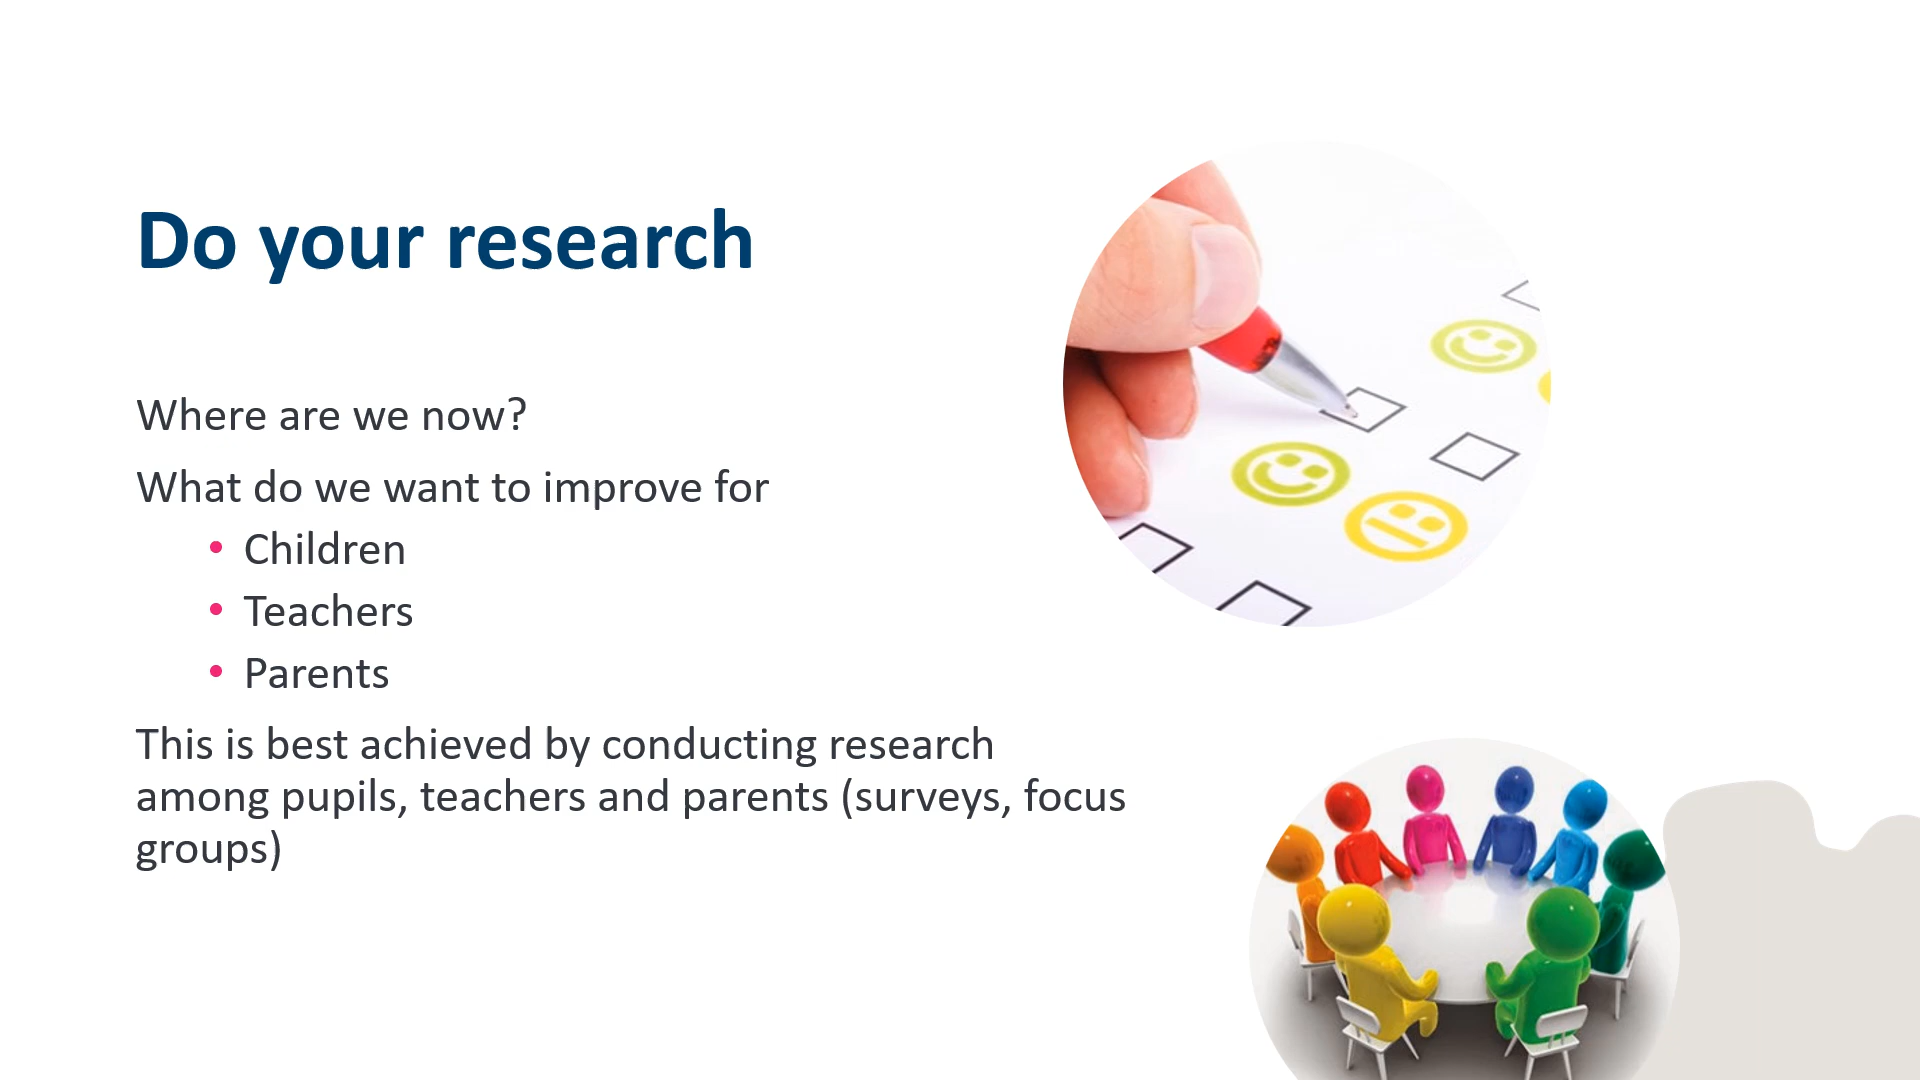 Do your research
Where are we now?
What do we want to improve for
• Children
• Teachers
• Parents
This is best achieved by conducting research
among pupils, teachers and parents (surveys, focus
groups)